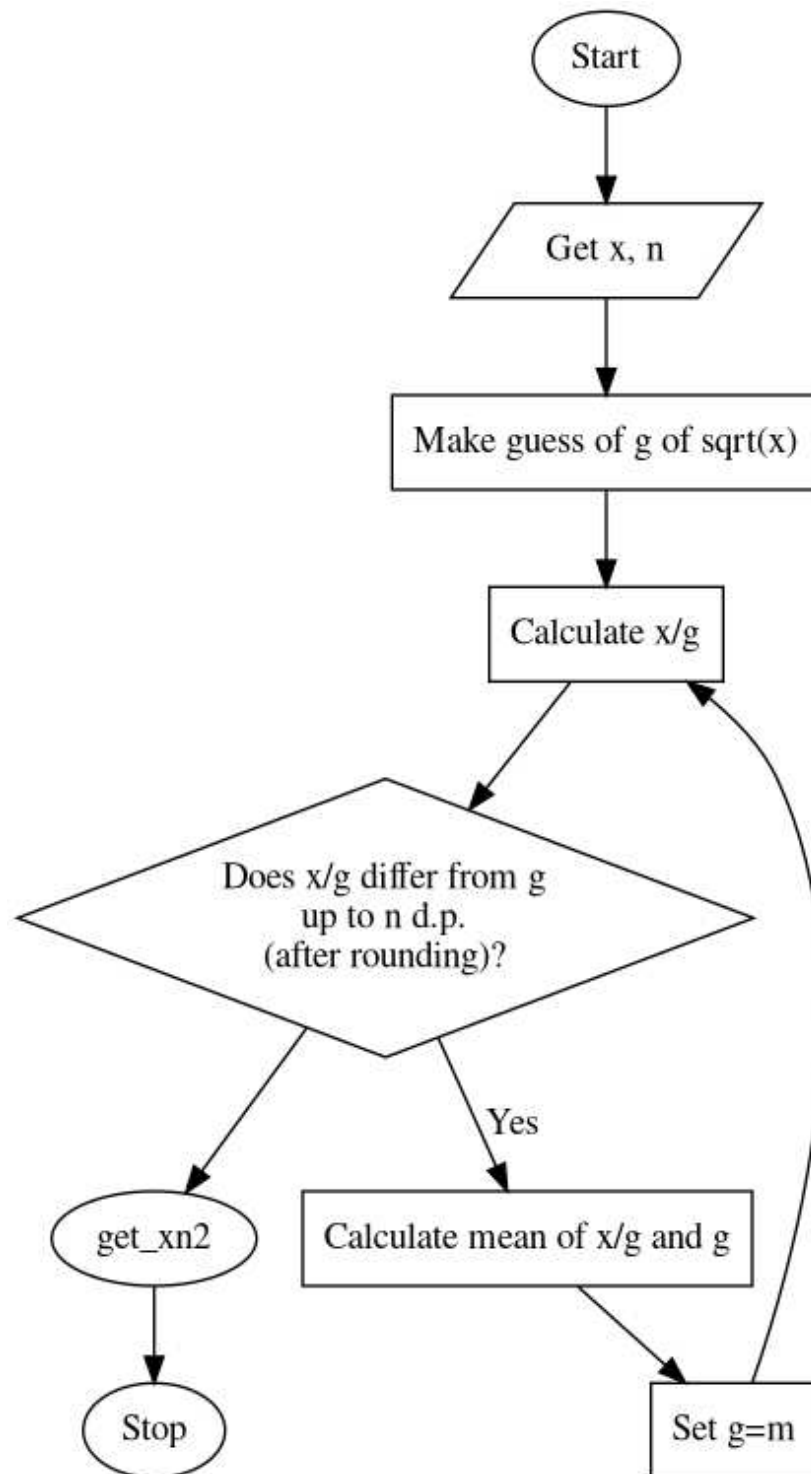 Start
Get x, n
Make guess of g of sqrt(x)
Calculate x/g
Does x/g differ from g
up to n d.p.
(after rounding)?
Yes
get_xn2
Calculate mean of x/g and g
Stop
Set g=m